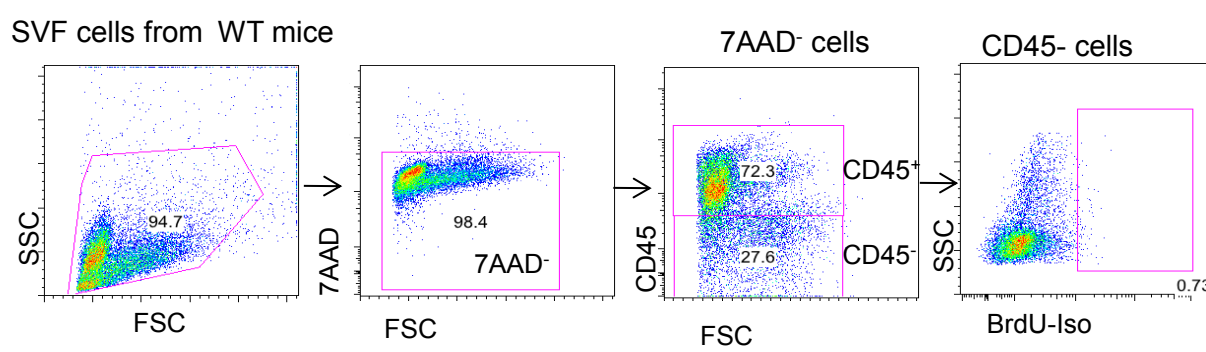 SVF cells from WT mice
7AAD⁻ cells
CD45- cells
SSC
94.7
FSC
7AAD
98.4
7AAD⁻
FSC
CD45
72.3
CD45⁺
27.6
CD45⁻
FSC
SSC
0.73
BrdU-Iso